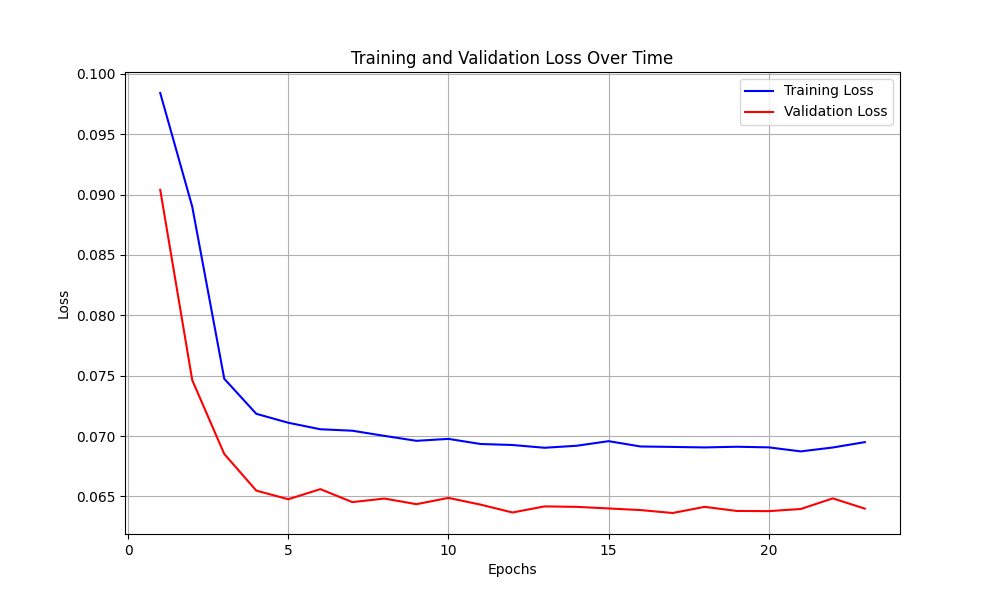 Training and Validation Loss Over Time
0.100
0.095
0.090
0.085
0.080
0.075
0.070
0.065
Loss
Training Loss
Validation Loss
0 5 10 15 20
Epochs